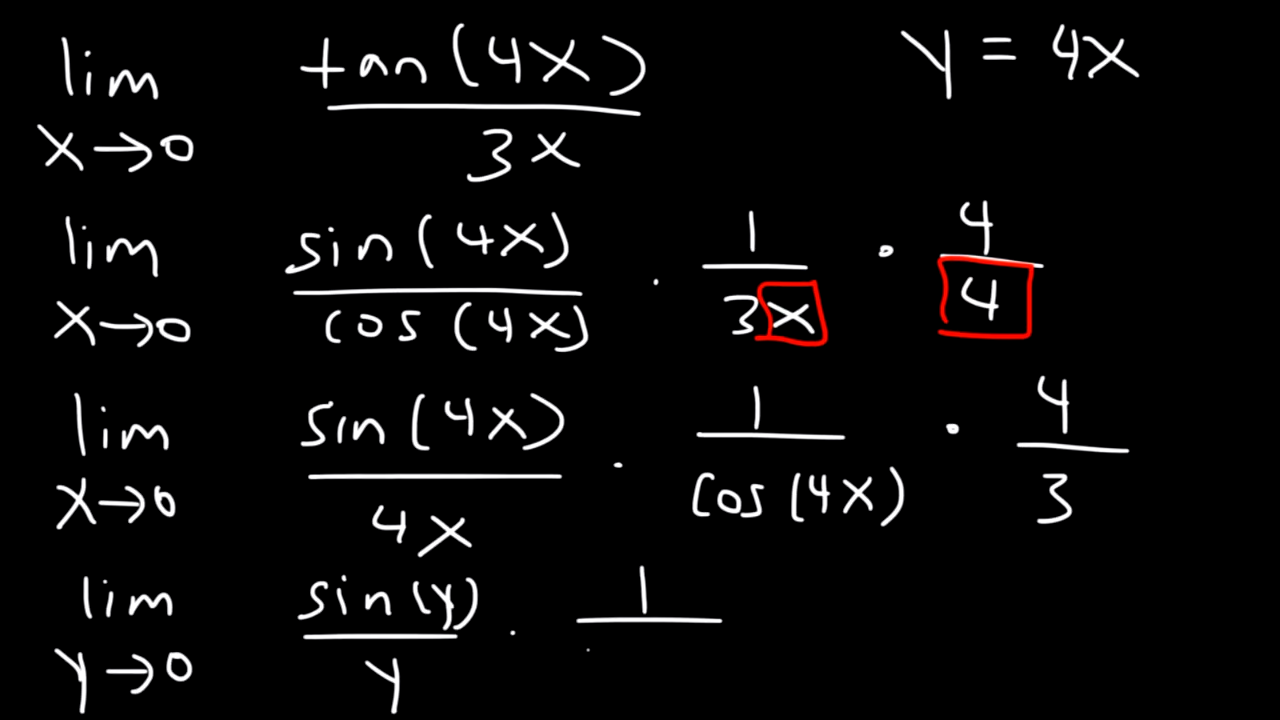 lim x→0 tan(4x)/3x y = 4x
lim x→0 sin(4x)/cos(4x) · 1/3x · 4/4
lim x→0 sin(4x)/4x · 1/cos(4x) · 4/3
lim y→0 sin(y)/y · 1/